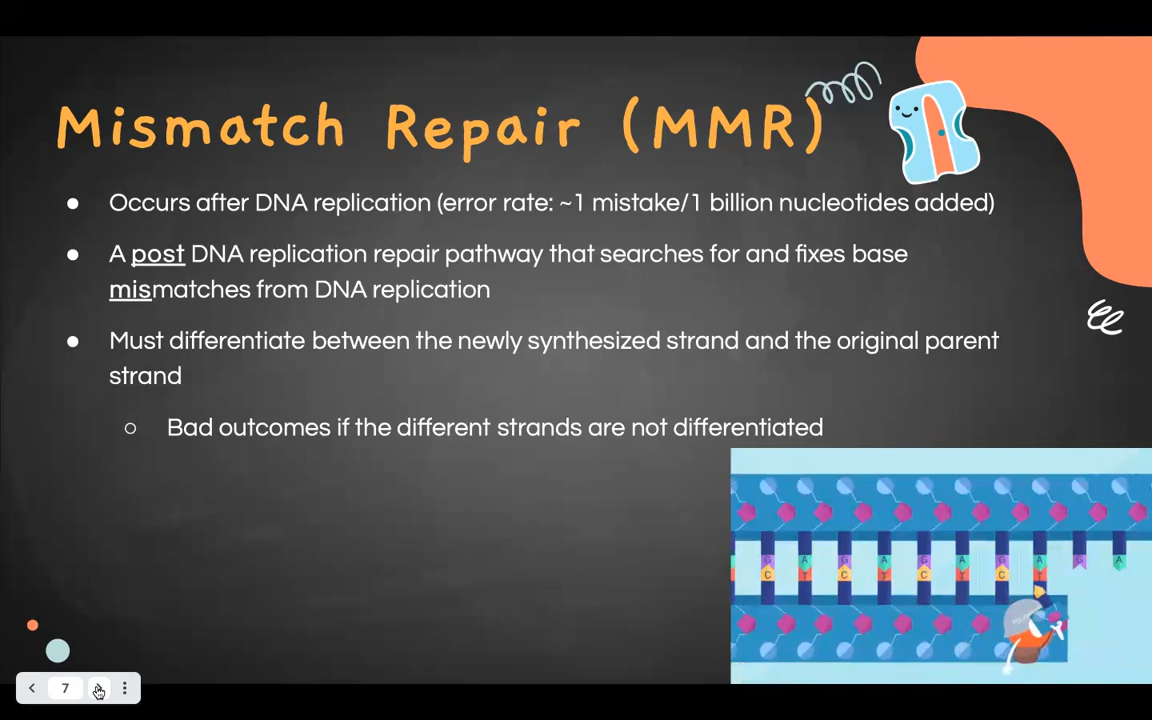 Mismatch Repair (MMR)
● Occurs after DNA replication (error rate: ~1 mistake/1 billion nucleotides added)
● A post DNA replication repair pathway that searches for and fixes base
mismatches from DNA replication
● Must differentiate between the newly synthesized strand and the original parent
strand
○ Bad outcomes if the different strands are not differentiated
G A G A G A G A G A
C T C T C T C
7